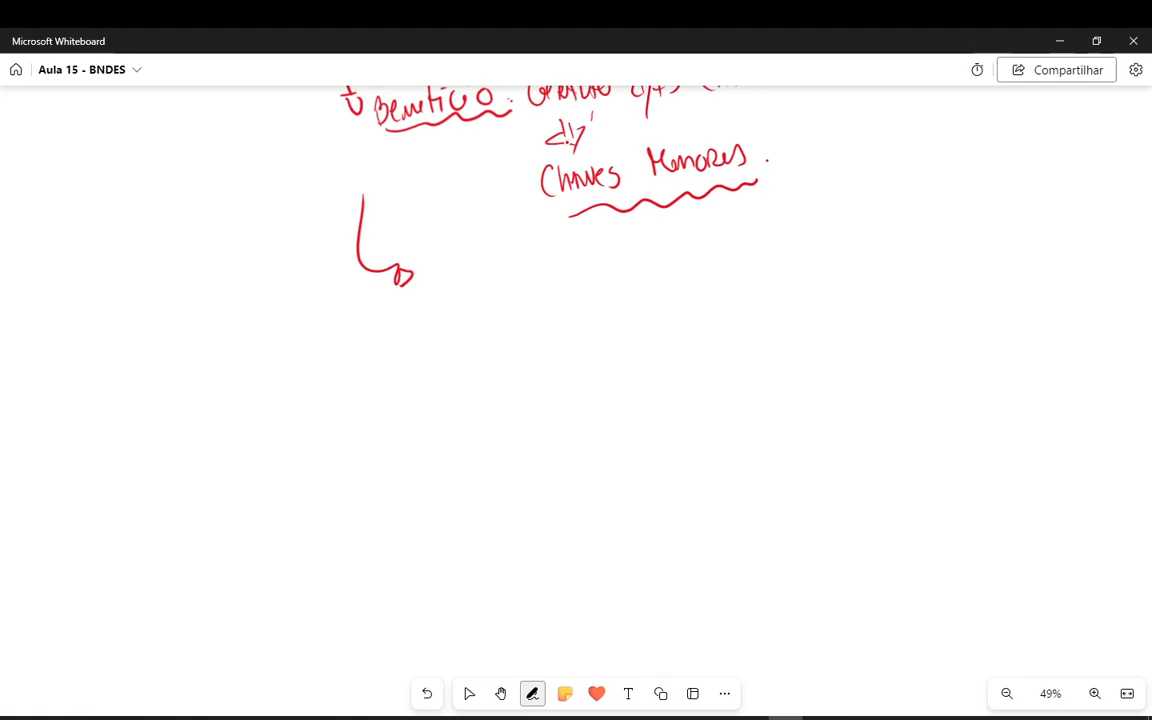 Microsoft Whiteboard
Aula 15 - BNDES
Compartilhar
Benefício:
Chaves Menores.
49%